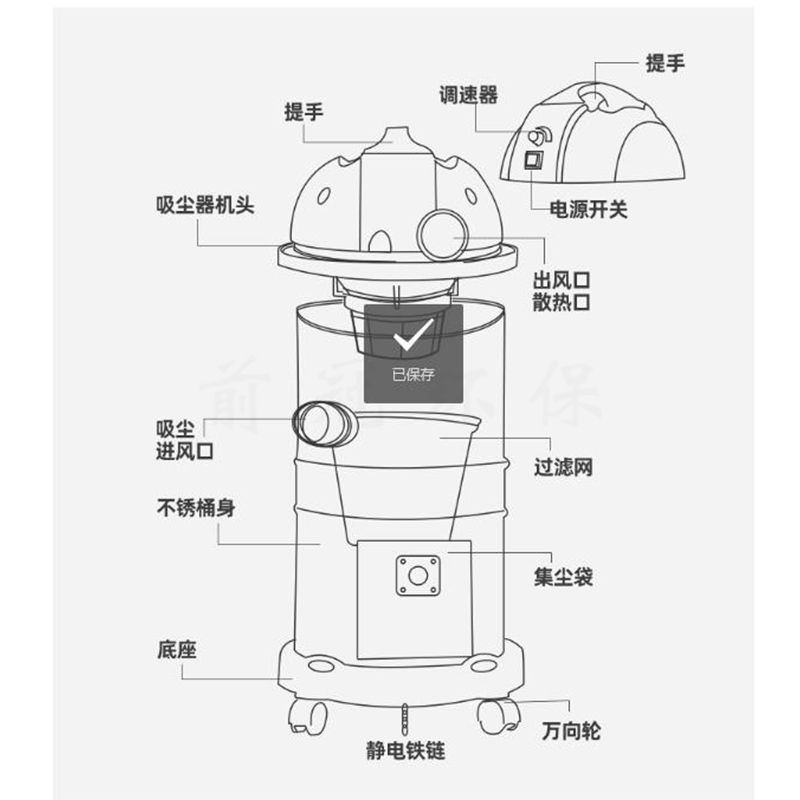 提手
调速器
提手
吸尘器机头
电源开关
出风口
散热口
已保存
前冠环保
吸尘
进风口
过滤网
不锈桶身
集尘袋
底座
万向轮
静电铁链